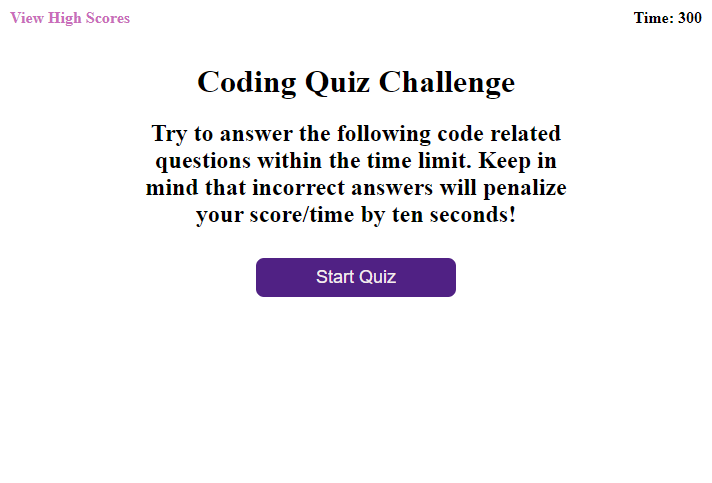 View High Scores
Time: 300
Coding Quiz Challenge
Try to answer the following code related
questions within the time limit. Keep in
mind that incorrect answers will penalize
your score/time by ten seconds!
Start Quiz